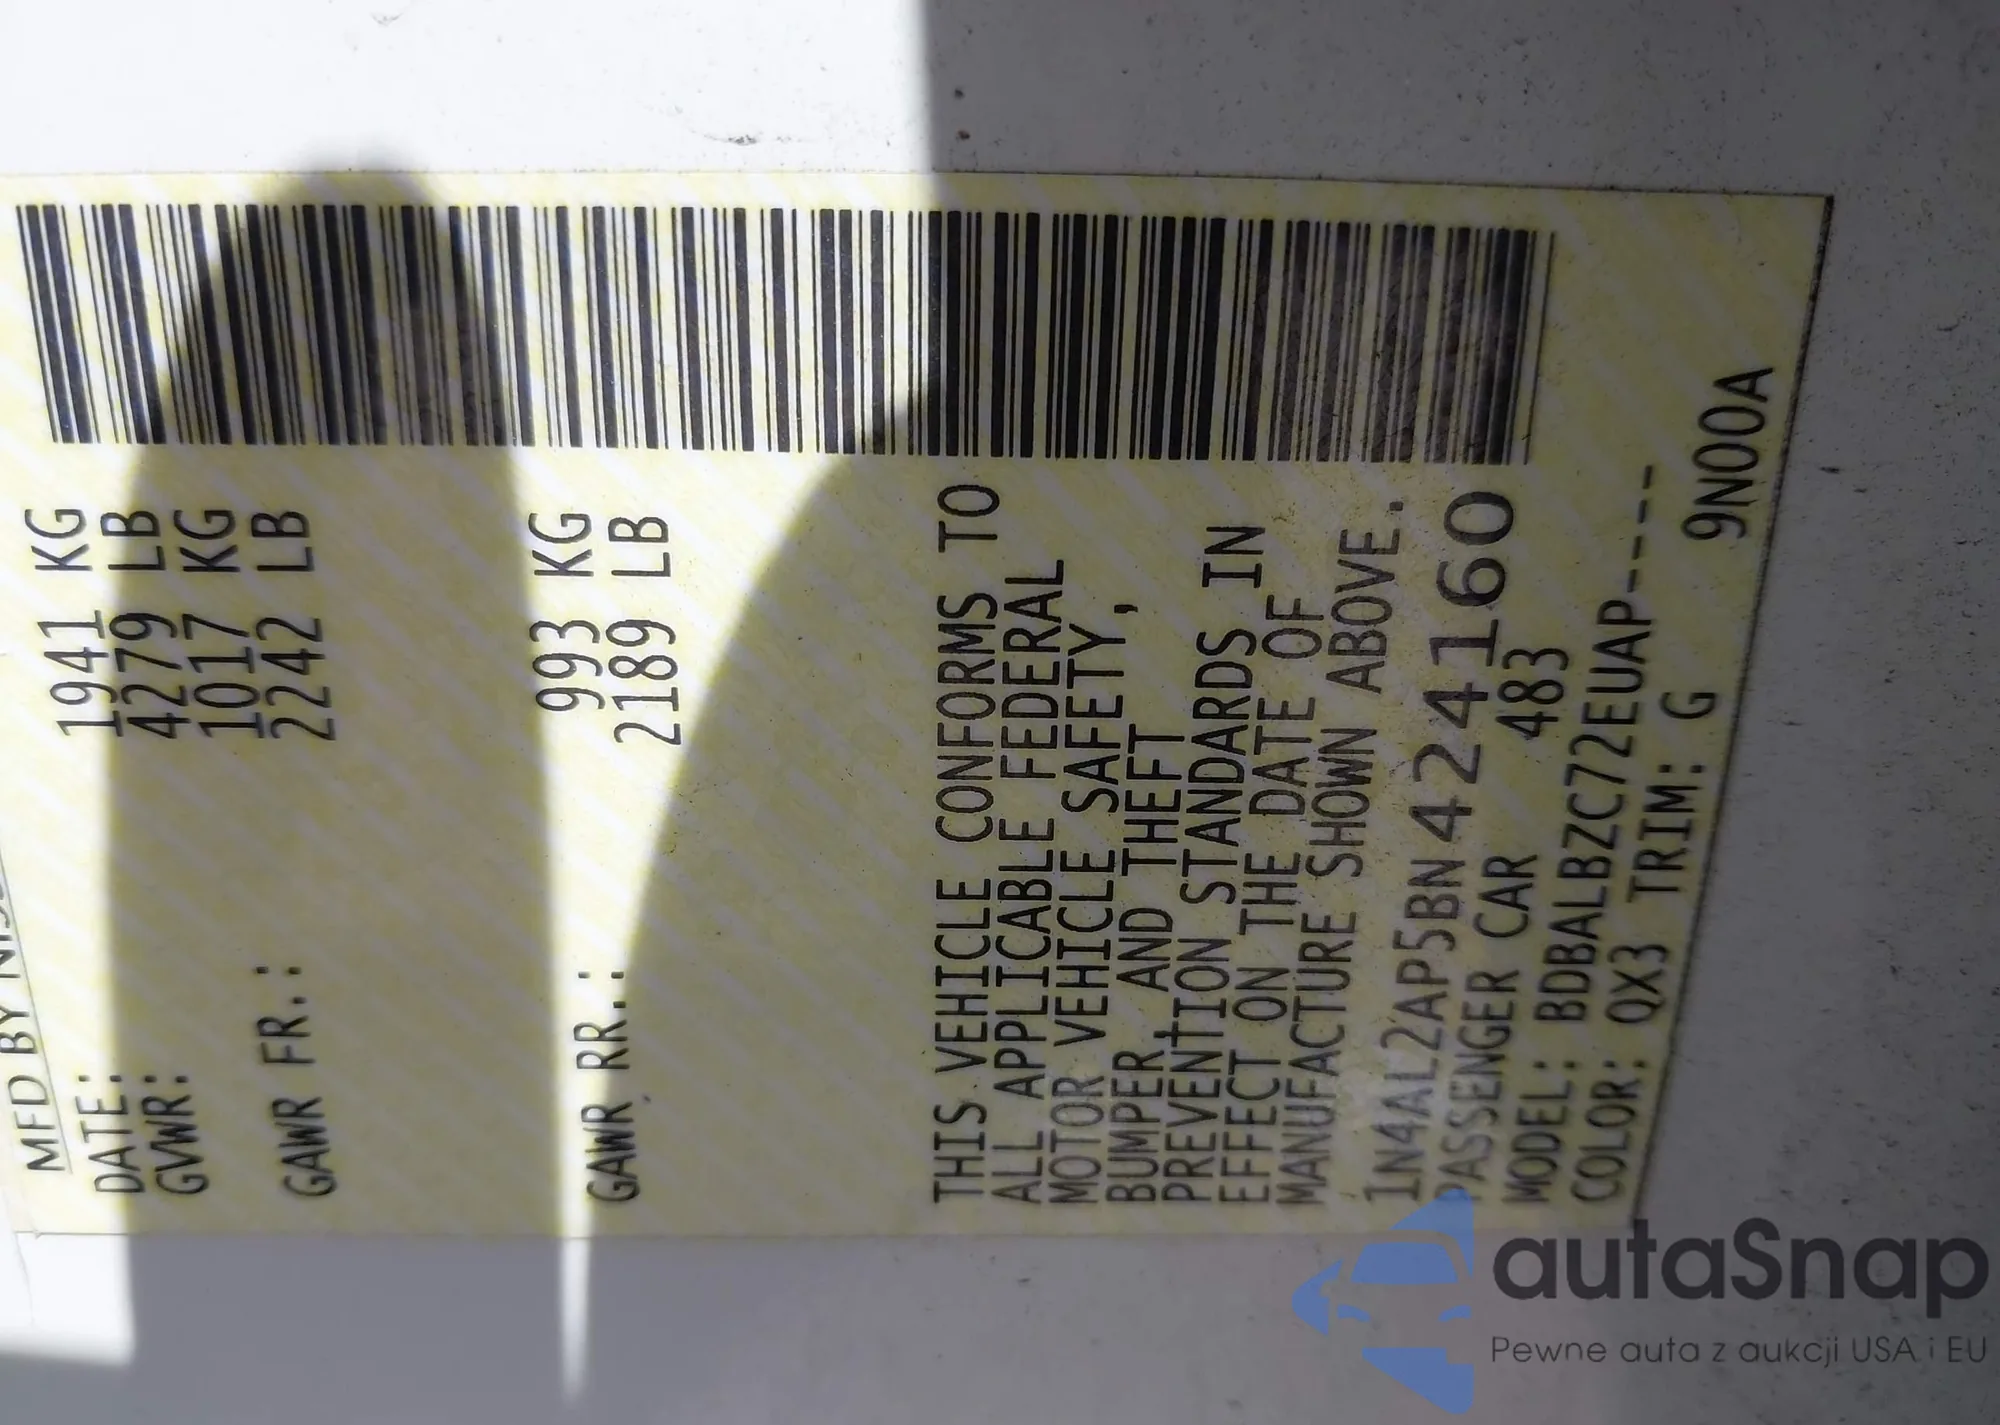 MFD BY NISS
DATE:
GVWR: 1941 KG
4279 LB
GAWR FR.: 1017 KG
2242 LB
GAWR RR.: 993 KG
2189 LB
THIS VEHICLE CONFORMS TO
ALL APPLICABLE FEDERAL
MOTOR VEHICLE SAFETY,
BUMPER AND THEFT
PREVENTION STANDARDS IN
EFFECT ON THE DATE OF
MANUFACTURE SHOWN ABOVE.
1N4AL2AP5BN424160
PASSENGER CAR 483
MODEL: BDBALBZC72EUAP----
COLOR: QX3 TRIM: G
9N00A
autaSnap
Pewne auta z aukcji USA i EU